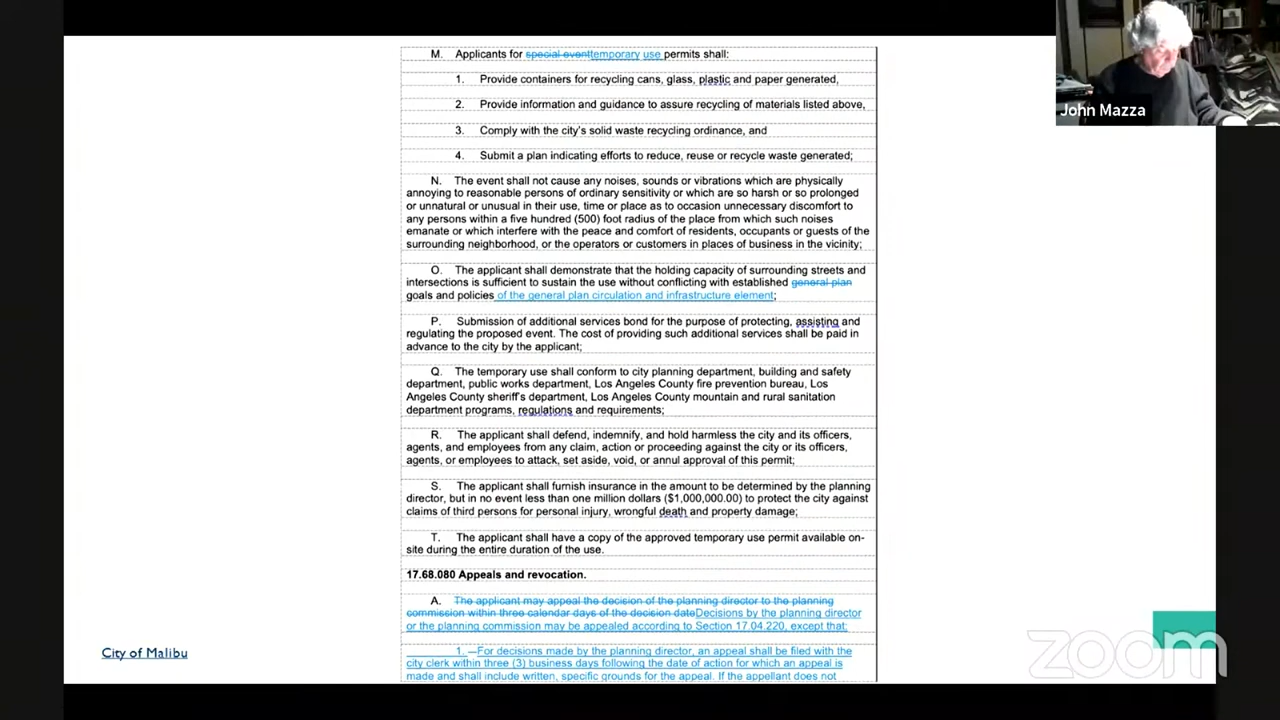 M. Applicants for special eventtemporary use permits shall:
1. Provide containers for recycling cans, glass, plastic and paper generated,
2. Provide information and guidance to assure recycling of materials listed above,
3. Comply with the city's solid waste recycling ordinance, and
4. Submit a plan indicating efforts to reduce, reuse or recycle waste generated;
N. The event shall not cause any noises, sounds or vibrations which are physically
annoying to reasonable persons of ordinary sensitivity or which are so harsh or so prolonged
or unnatural or unusual in their use, time or place as to occasion unnecessary discomfort to
any persons within a five hundred (500) foot radius of the place from which such noises
emanate or which interfere with the peace and comfort of residents, occupants or guests of the
surrounding neighborhood, or the operators or customers in places of business in the vicinity;
O. The applicant shall demonstrate that the holding capacity of surrounding streets and
intersections is sufficient to sustain the use without conflicting with established general plan
goals and policies of the general plan circulation and infrastructure element;
P. Submission of additional services bond for the purpose of protecting, assisting and
regulating the proposed event. The cost of providing such additional services shall be paid in
advance to the city by the applicant;
Q. The temporary use shall conform to city planning department, building and safety
department, public works department, Los Angeles County fire prevention bureau, Los
Angeles County sheriff's department, Los Angeles County mountain and rural sanitation
department programs, regulations and requirements;
R. The applicant shall defend, indemnify, and hold harmless the city and its officers,
agents, and employees from any claim, action or proceeding against the city or its officers,
agents, or employees to attack, set aside, void, or annul approval of this permit;
S. The applicant shall furnish insurance in the amount to be determined by the planning
director, but in no event less than one million dollars ($1,000,000.00) to protect the city against
claims of third persons for personal injury, wrongful death and property damage;
T. The applicant shall have a copy of the approved temporary use permit available on-
site during the entire duration of the use.
17.68.080 Appeals and revocation.
A. The applicant may appeal the decision of the planning director to the planning
commission within three calendar days of the decision dateDecisions by the planning director
or the planning commission may be appealed according to Section 17.04.220, except that:
1. For decisions made by the planning director, an appeal shall be filed with the
city clerk within three (3) business days following the date of action for which an appeal is
made and shall include written, specific grounds for the appeal. If the appellant does not
John Mazza
City of Malibu
zoom